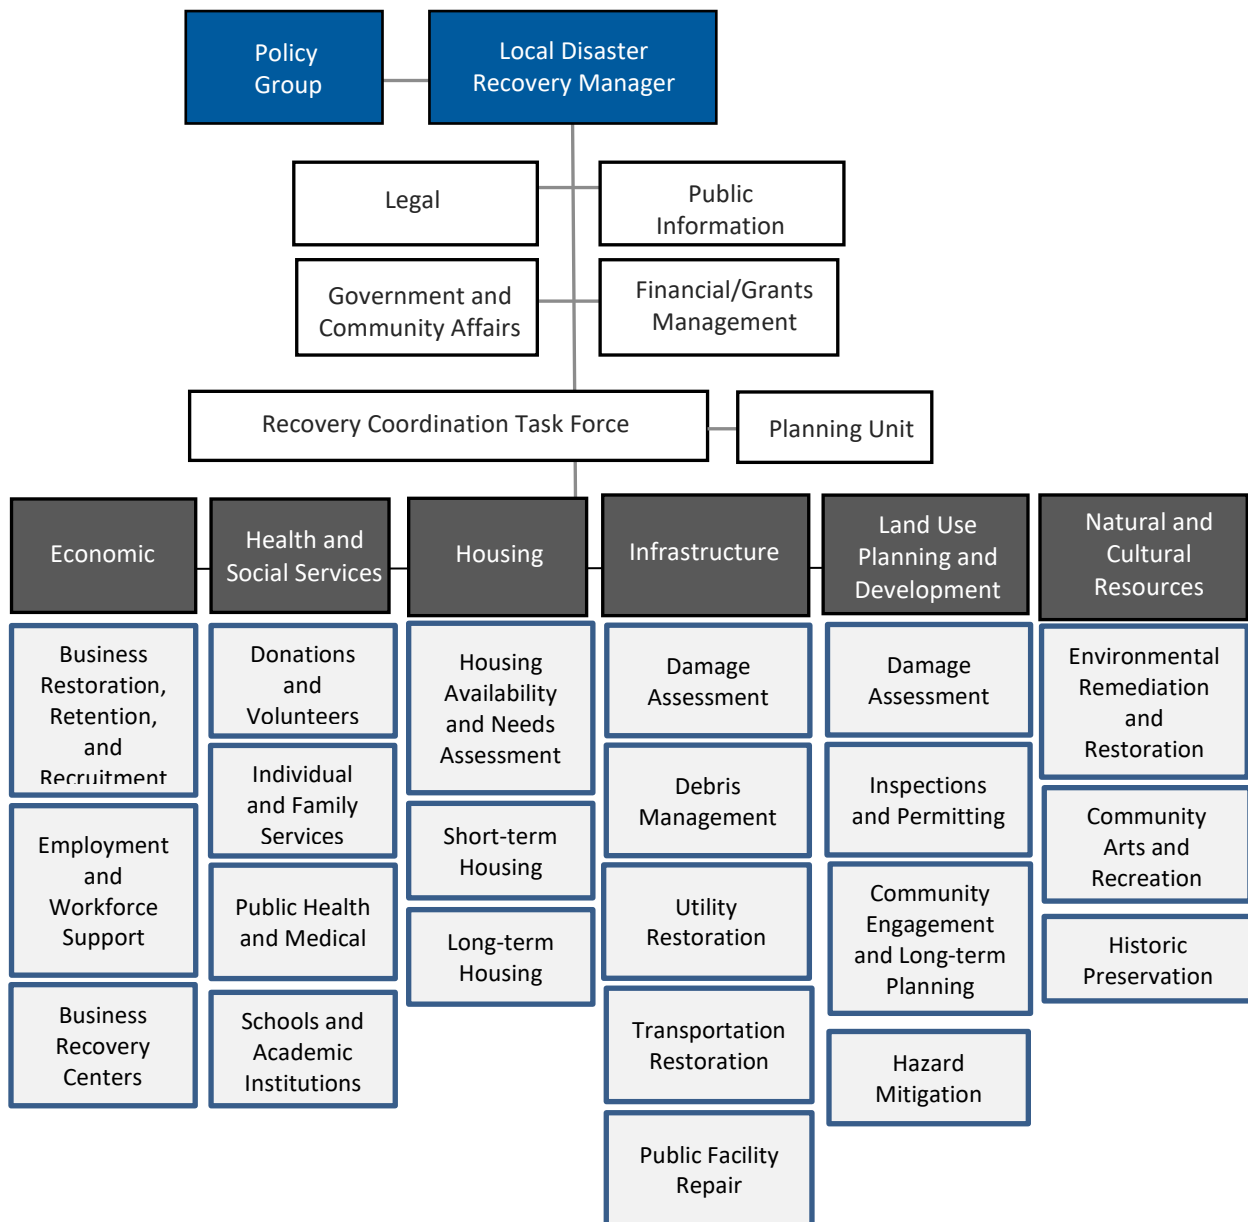 Policy
Group
Local Disaster
Recovery Manager
Legal
Public
Information
Government and
Community Affairs
Financial/Grants
Management
Recovery Coordination Task Force
Planning Unit
Economic
Health and
Social Services
Housing
Infrastructure
Land Use
Planning and
Development
Natural and
Cultural
Resources
Business
Restoration,
Retention,
and
Recruitment
Employment
and
Workforce
Support
Business
Recovery
Centers
Donations
and
Volunteers
Individual
and Family
Services
Public Health
and Medical
Schools and
Academic
Institutions
Housing
Availability
and Needs
Assessment
Short-term
Housing
Long-term
Housing
Damage
Assessment
Debris
Management
Utility
Restoration
Transportation
Restoration
Public Facility
Repair
Damage
Assessment
Inspections
and Permitting
Community
Engagement
and Long-term
Planning
Hazard
Mitigation
Environmental
Remediation
and
Restoration
Community
Arts and
Recreation
Historic
Preservation